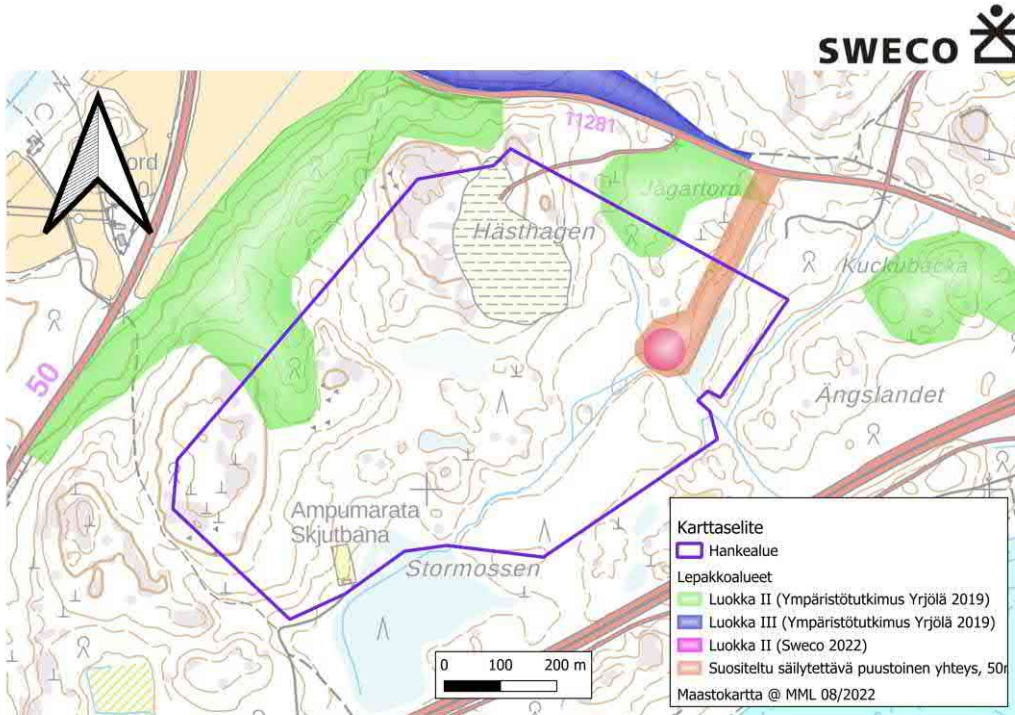 SWECO
11281
Jägartorp
Hästhagen
Kuckubacka
50
Ängslandet
Ampumarata
Skjutbana
Stormossen
Karttaselite
Hankealue
Lepakkoalueet
Luokka II (Ympäristötutkimus Yrjölä 2019)
Luokka III (Ympäristötutkimus Yrjölä 2019)
Luokka II (Sweco 2022)
Suositeltu säilytettävä puustoinen yhteys, 50
Maastokartta @ MML 08/2022
0 100 200 m